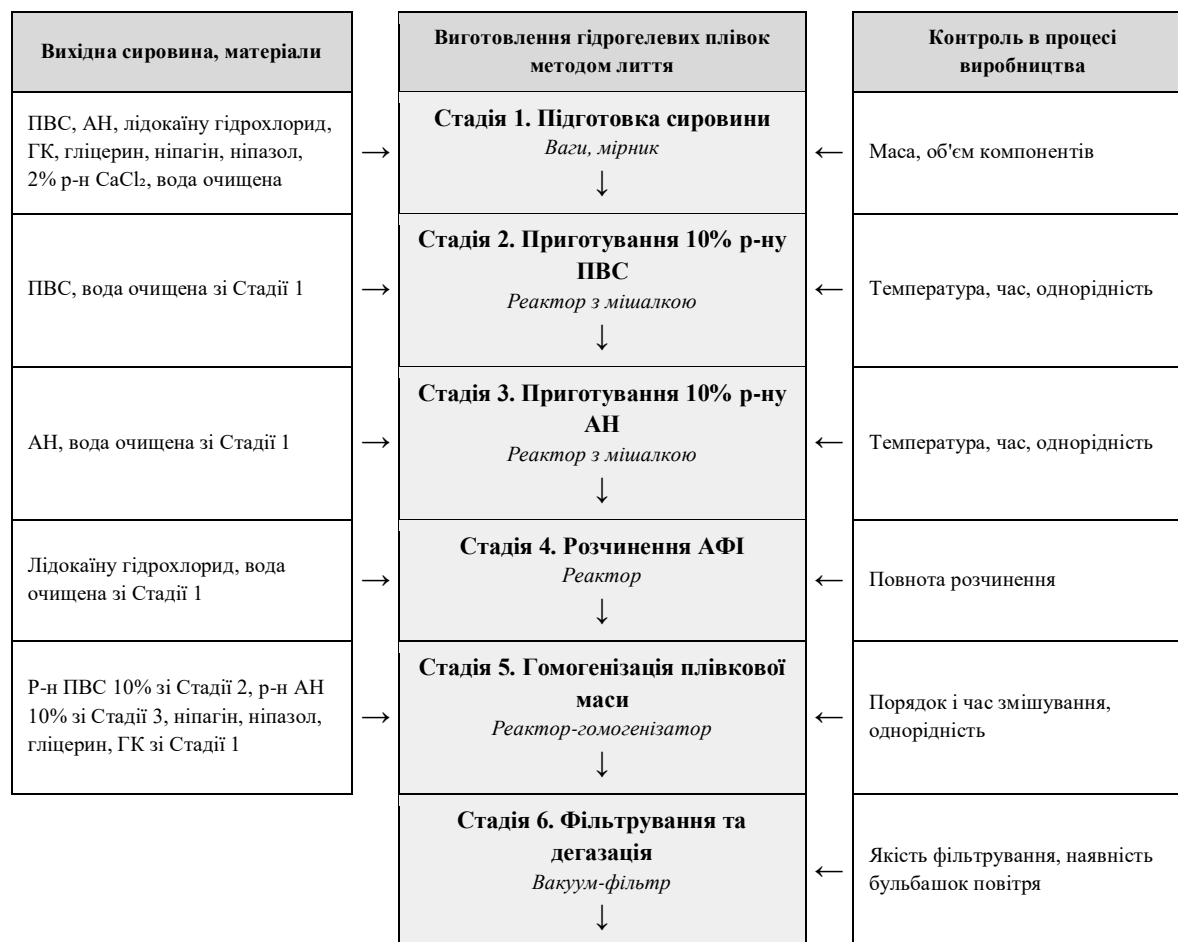 Вихідна сировина, матеріали
Виготовлення гідрогелевих плівок
методом лиття
Контроль в процесі
виробництва
ПВС, АН, лідокаїну гідрохлорид,
ГК, гліцерин, ніпагін, ніпазол,
2% р-н CaCl₂, вода очищена
→
Стадія 1. Підготовка сировини
Ваги, мірник
↓
←
Маса, об'єм компонентів
ПВС, вода очищена зі Стадії 1
→
Стадія 2. Приготування 10% р-ну
ПВС
Реактор з мішалкою
↓
←
Температура, час, однорідність
АН, вода очищена зі Стадії 1
→
Стадія 3. Приготування 10% р-ну
АН
Реактор з мішалкою
↓
←
Температура, час, однорідність
Лідокаїну гідрохлорид, вода
очищена зі Стадії 1
→
Стадія 4. Розчинення АФІ
Реактор
↓
←
Повнота розчинення
Р-н ПВС 10% зі Стадії 2, р-н АН
10% зі Стадії 3, ніпагін, ніпазол,
гліцерин, ГК зі Стадії 1
→
Стадія 5. Гомогенізація плівкової
маси
Реактор-гомогенізатор
↓
←
Порядок і час змішування,
однорідність
Стадія 6. Фільтрування та
дегазація
Вакуум-фільтр
↓
←
Якість фільтрування, наявність
бульбашок повітря